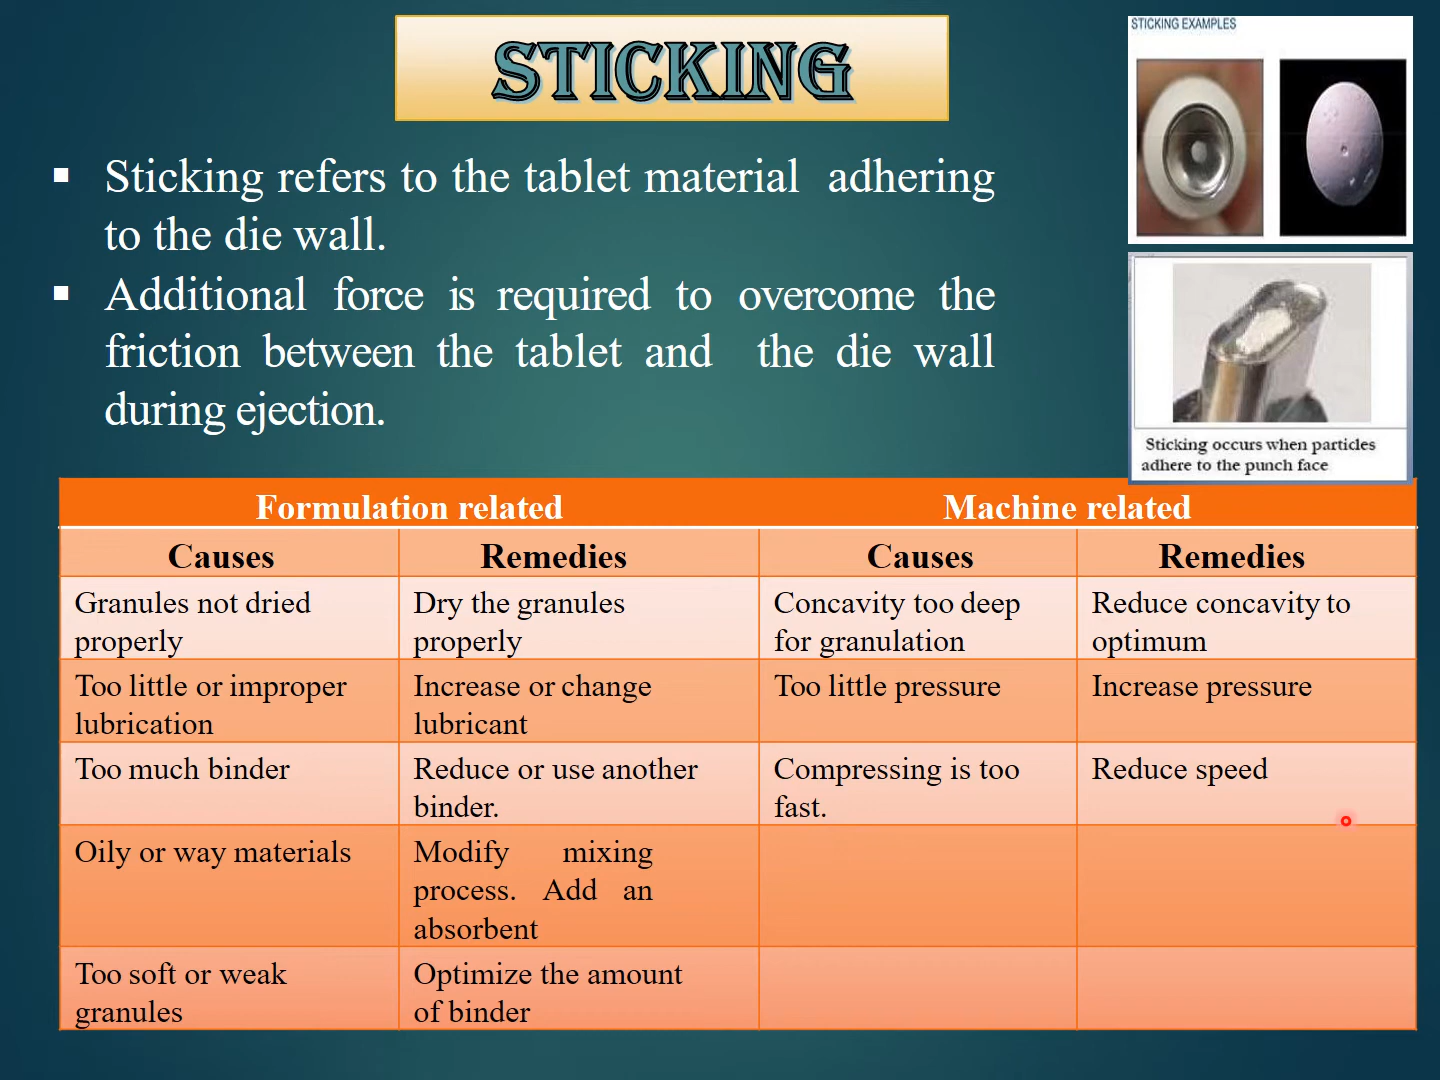 STICKING
STICKING EXAMPLES
▪ Sticking refers to the tablet material adhering
to the die wall.
▪ Additional force is required to overcome the
friction between the tablet and the die wall
during ejection.
Sticking occurs when particles
adhere to the punch face
Formulation related Machine related
Causes Remedies Causes Remedies
Granules not dried
properly
Dry the granules
properly
Concavity too deep
for granulation
Reduce concavity to
optimum
Too little or improper
lubrication
Increase or change
lubricant
Too little pressure
Increase pressure
Too much binder
Reduce or use another
binder.
Compressing is too
fast.
Reduce speed
Oily or way materials
Modify mixing
process. Add an
absorbent
Too soft or weak
granules
Optimize the amount
of binder